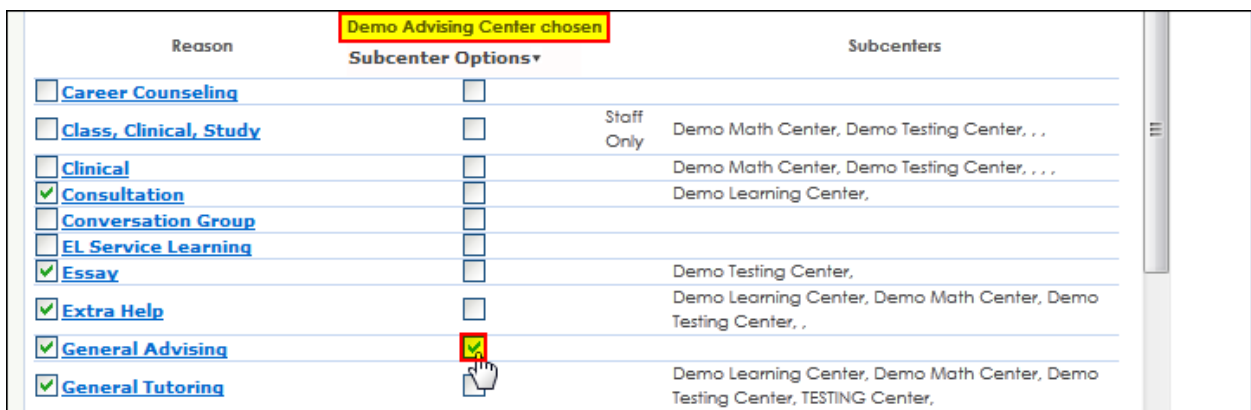 Demo Advising Center chosen
Reason
Subcenter Options▾
Subcenters
Career Counseling
Class, Clinical, Study
Staff
Only
Demo Math Center, Demo Testing Center, , ,
Clinical
Demo Math Center, Demo Testing Center, , , ,
Consultation
Demo Learning Center,
Conversation Group
EL Service Learning
Essay
Demo Testing Center,
Extra Help
Demo Learning Center, Demo Math Center, Demo
Testing Center, ,
General Advising
General Tutoring
Demo Learning Center, Demo Math Center, Demo
Testing Center, TESTING Center,